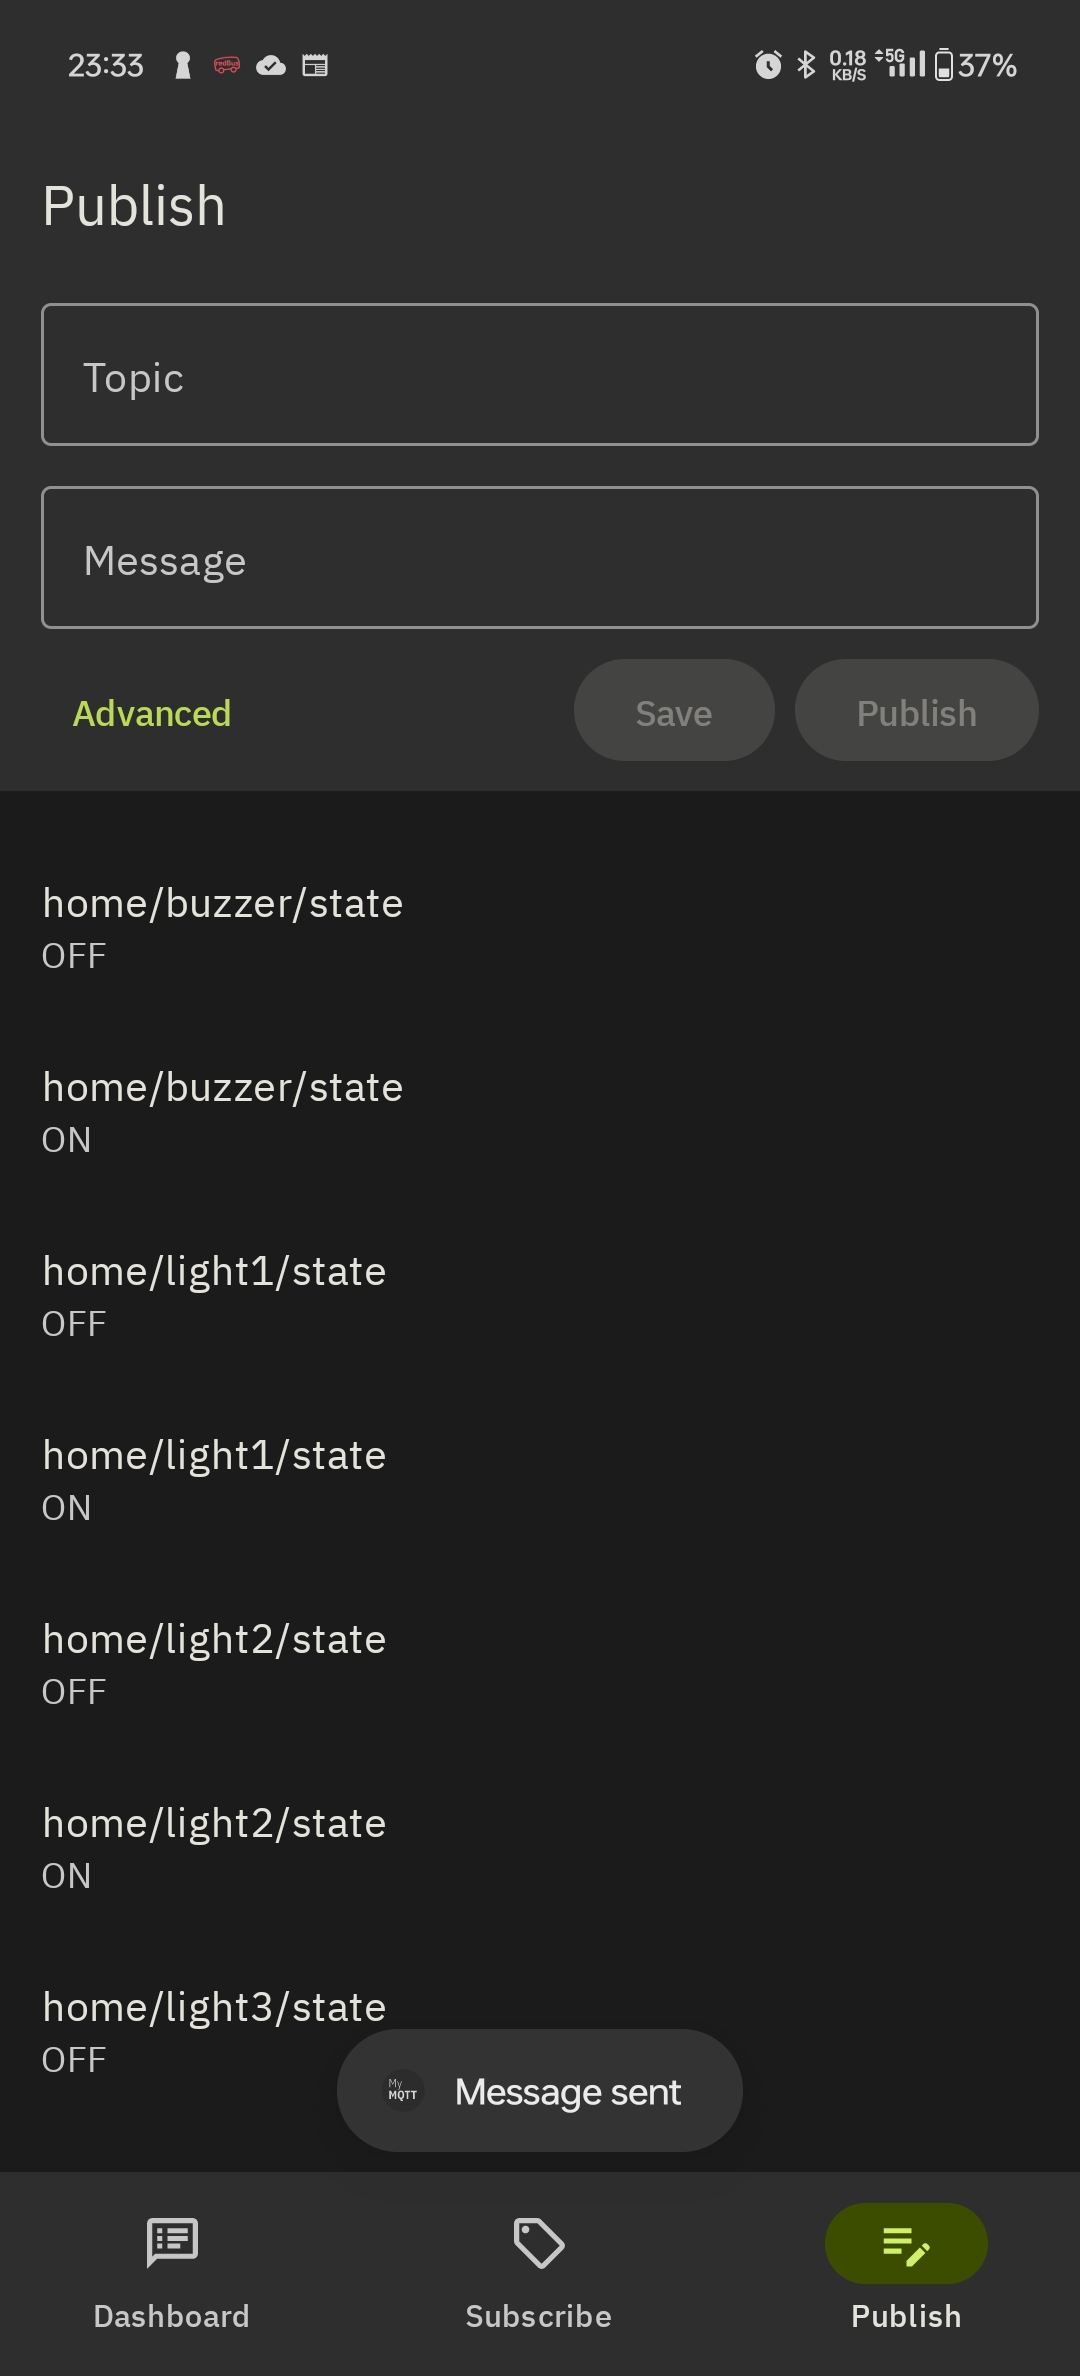 23:33
redBus
0.18
KB/S
5G
37%
Publish
Topic
Message
Advanced
Save
Publish
home/buzzer/state
OFF
home/buzzer/state
ON
home/light1/state
OFF
home/light1/state
ON
home/light2/state
OFF
home/light2/state
ON
home/light3/state
OFF
My
MQTT
Message sent
Dashboard
Subscribe
Publish